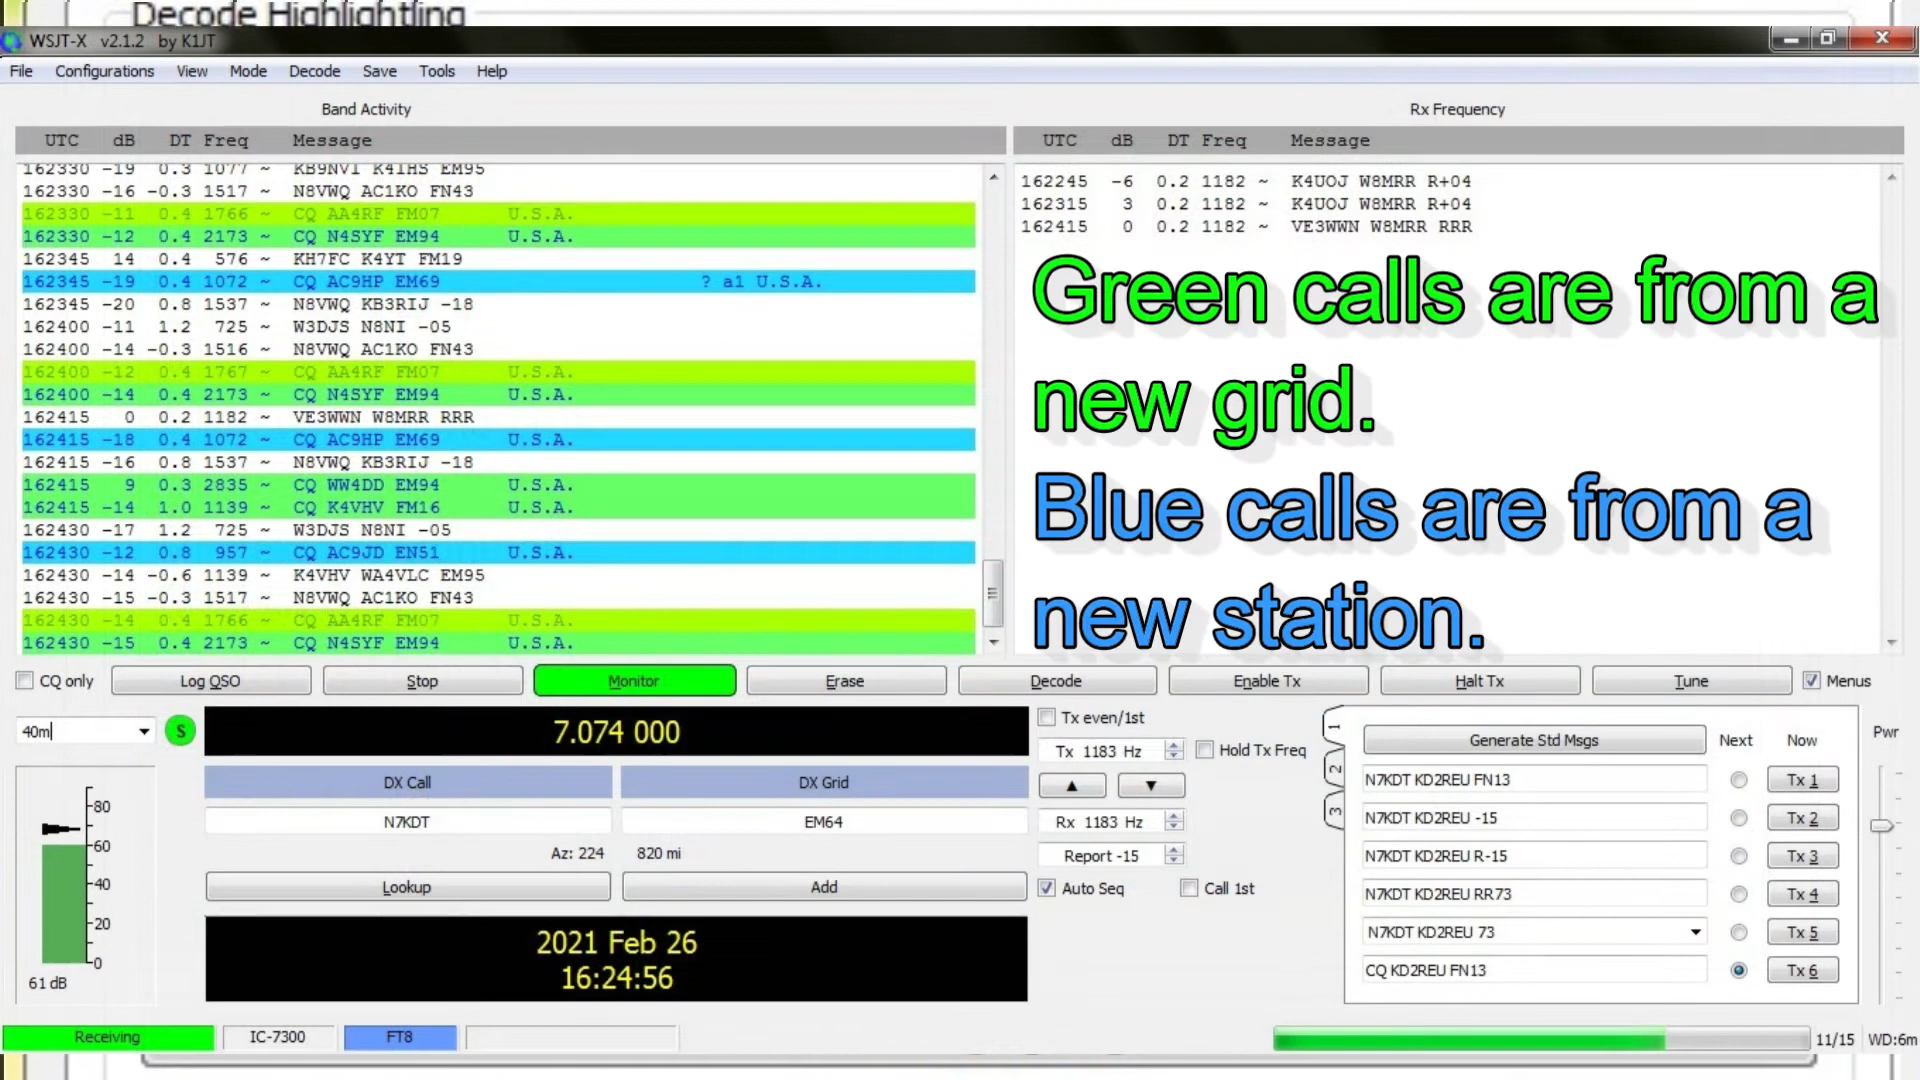 Decode Highlighting
WSJT-X v2.1.2 by K1JT
File Configurations View Mode Decode Save Tools Help
Band Activity
UTC dB DT Freq Message
162330 -19 0.3 1077 ~ KB9NVI K4IHS EM95
162330 -16 -0.3 1517 ~ N8VWQ AC1KO FN43
162330 -11 0.4 1766 ~ CQ AA4RF FM07 U.S.A.
162330 -12 0.4 2173 ~ CQ N4SYF EM94 U.S.A.
162345 14 0.4 576 ~ KH7FC K4YT FM19
162345 -19 0.4 1072 ~ CQ AC9HP EM69 ? a1 U.S.A.
162345 -20 0.8 1537 ~ N8VWQ KB3RIJ -18
162400 -11 1.2 725 ~ W3DJS N8NI -05
162400 -14 -0.3 1516 ~ N8VWQ AC1KO FN43
162400 -12 0.4 1767 ~ CQ AA4RF FM07 U.S.A.
162400 -14 0.4 2173 ~ CQ N4SYF EM94 U.S.A.
162415 0 0.2 1182 ~ VE3WWN W8MRR RRR
162415 -18 0.4 1072 ~ CQ AC9HP EM69 U.S.A.
162415 -16 0.8 1537 ~ N8VWQ KB3RIJ -18
162415 9 0.3 2835 ~ CQ WW4DD EM94 U.S.A.
162415 -14 1.0 1139 ~ CQ K4VHV FM16 U.S.A.
162430 -17 1.2 725 ~ W3DJS N8NI -05
162430 -12 0.8 957 ~ CQ AC9JD EN51 U.S.A.
162430 -14 -0.6 1139 ~ K4VHV WA4VLC EM95
162430 -15 -0.3 1517 ~ N8VWQ AC1KO FN43
162430 -14 0.4 1766 ~ CQ AA4RF FM07 U.S.A.
162430 -15 0.4 2173 ~ CQ N4SYF EM94 U.S.A.
Rx Frequency
UTC dB DT Freq Message
162245 -6 0.2 1182 ~ K4UOJ W8MRR R+04
162315 3 0.2 1182 ~ K4UOJ W8MRR R+04
162415 0 0.2 1182 ~ VE3WWN W8MRR RRR
Green calls are from a
new grid.
Blue calls are from a
new station.
CQ only Log QSO Stop Monitor Erase Decode Enable Tx Halt Tx Tune Menus
40m S 7.074 000
DX Call DX Grid
N7KDT EM64
Az: 224 820 mi
Lookup Add
2021 Feb 26
16:24:56
80
60
40
20
0
61 dB
Tx even/1st
Tx 1183 Hz Hold Tx Freq
Rx 1183 Hz
Report -15
Auto Seq Call 1st
1
2
3
Generate Std Msgs Next Now Pwr
N7KDT KD2REU FN13 Tx 1
N7KDT KD2REU -15 Tx 2
N7KDT KD2REU R-15 Tx 3
N7KDT KD2REU RR73 Tx 4
N7KDT KD2REU 73 Tx 5
CQ KD2REU FN13 Tx 6
Receiving IC-7300 FT8 11/15 WD:6m